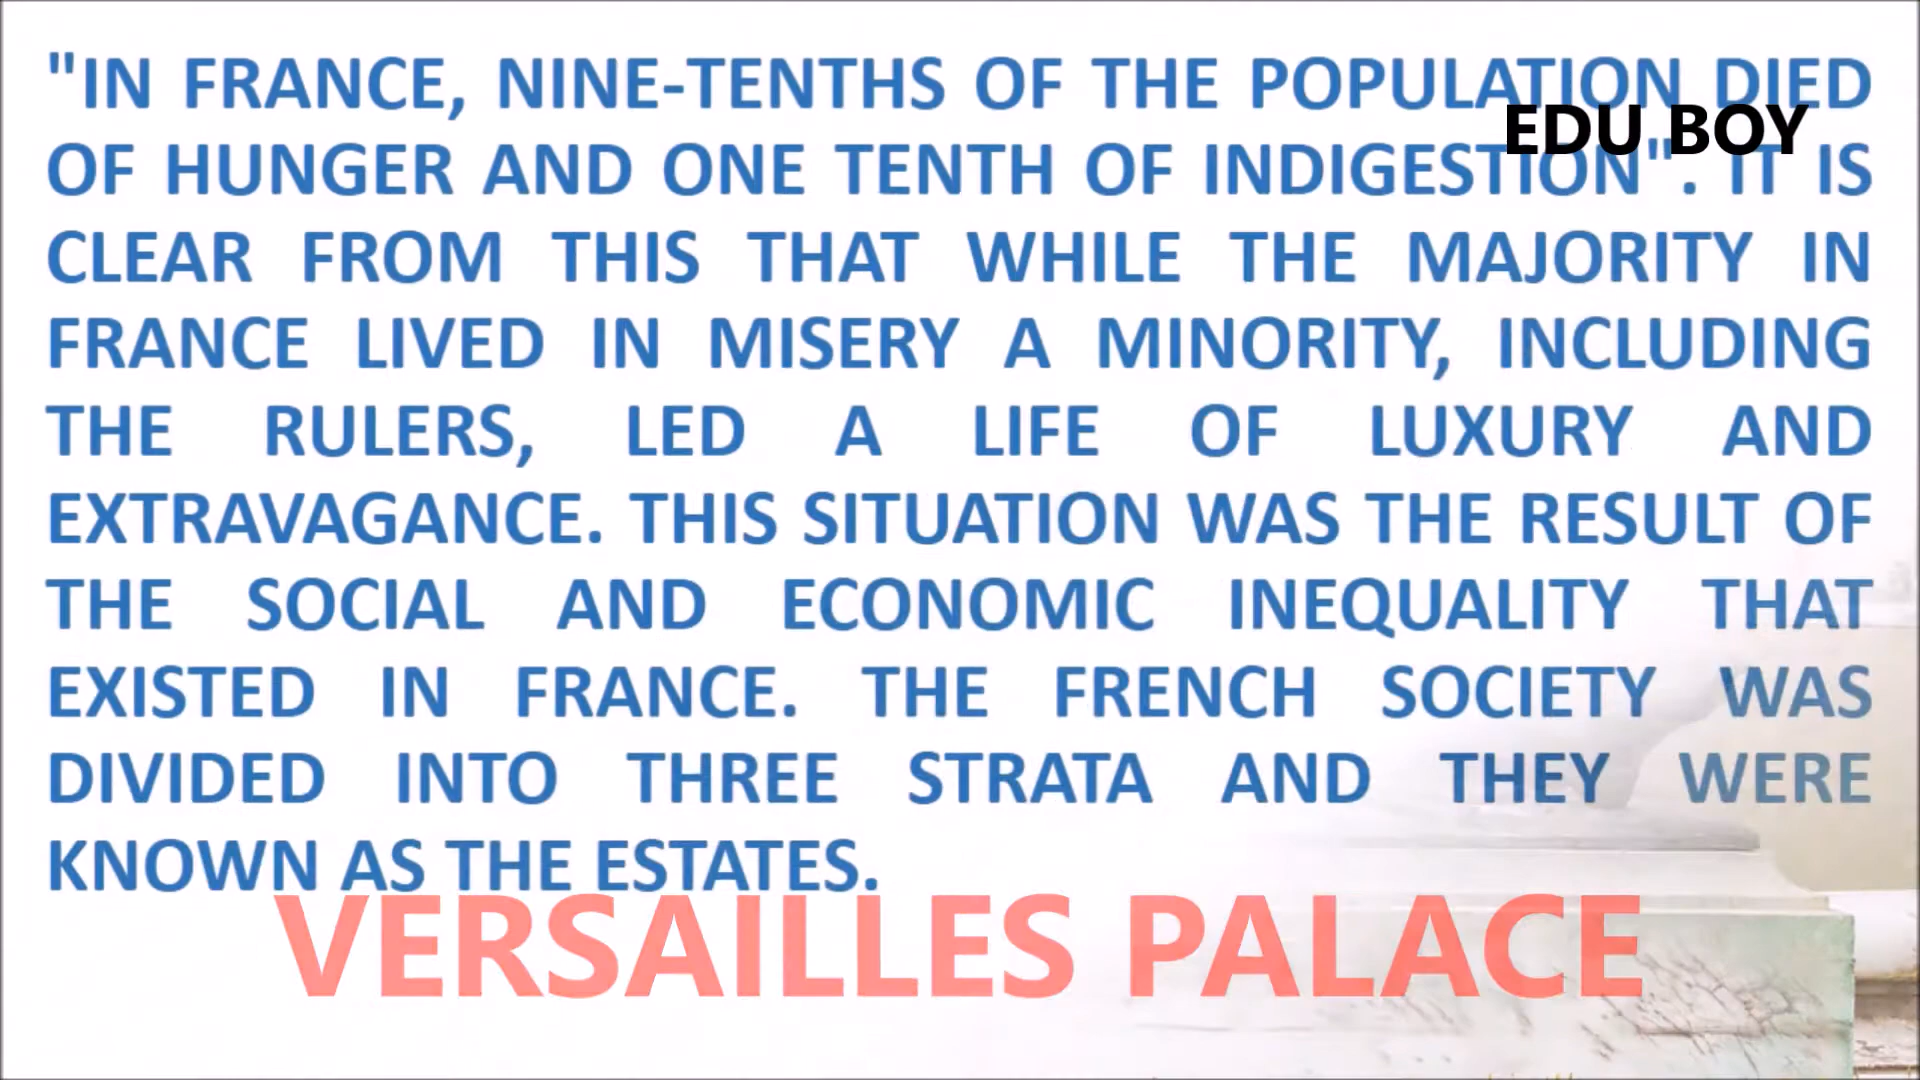 "IN FRANCE, NINE-TENTHS OF THE POPULATION DIED
EDU BOY
OF HUNGER AND ONE TENTH OF INDIGESTION". IT IS
CLEAR FROM THIS THAT WHILE THE MAJORITY IN
FRANCE LIVED IN MISERY A MINORITY, INCLUDING
THE RULERS, LED A LIFE OF LUXURY AND
EXTRAVAGANCE. THIS SITUATION WAS THE RESULT OF
THE SOCIAL AND ECONOMIC INEQUALITY THAT
EXISTED IN FRANCE. THE FRENCH SOCIETY WAS
DIVIDED INTO THREE STRATA AND THEY WERE
KNOWN AS THE ESTATES.
VERSAILLES PALACE